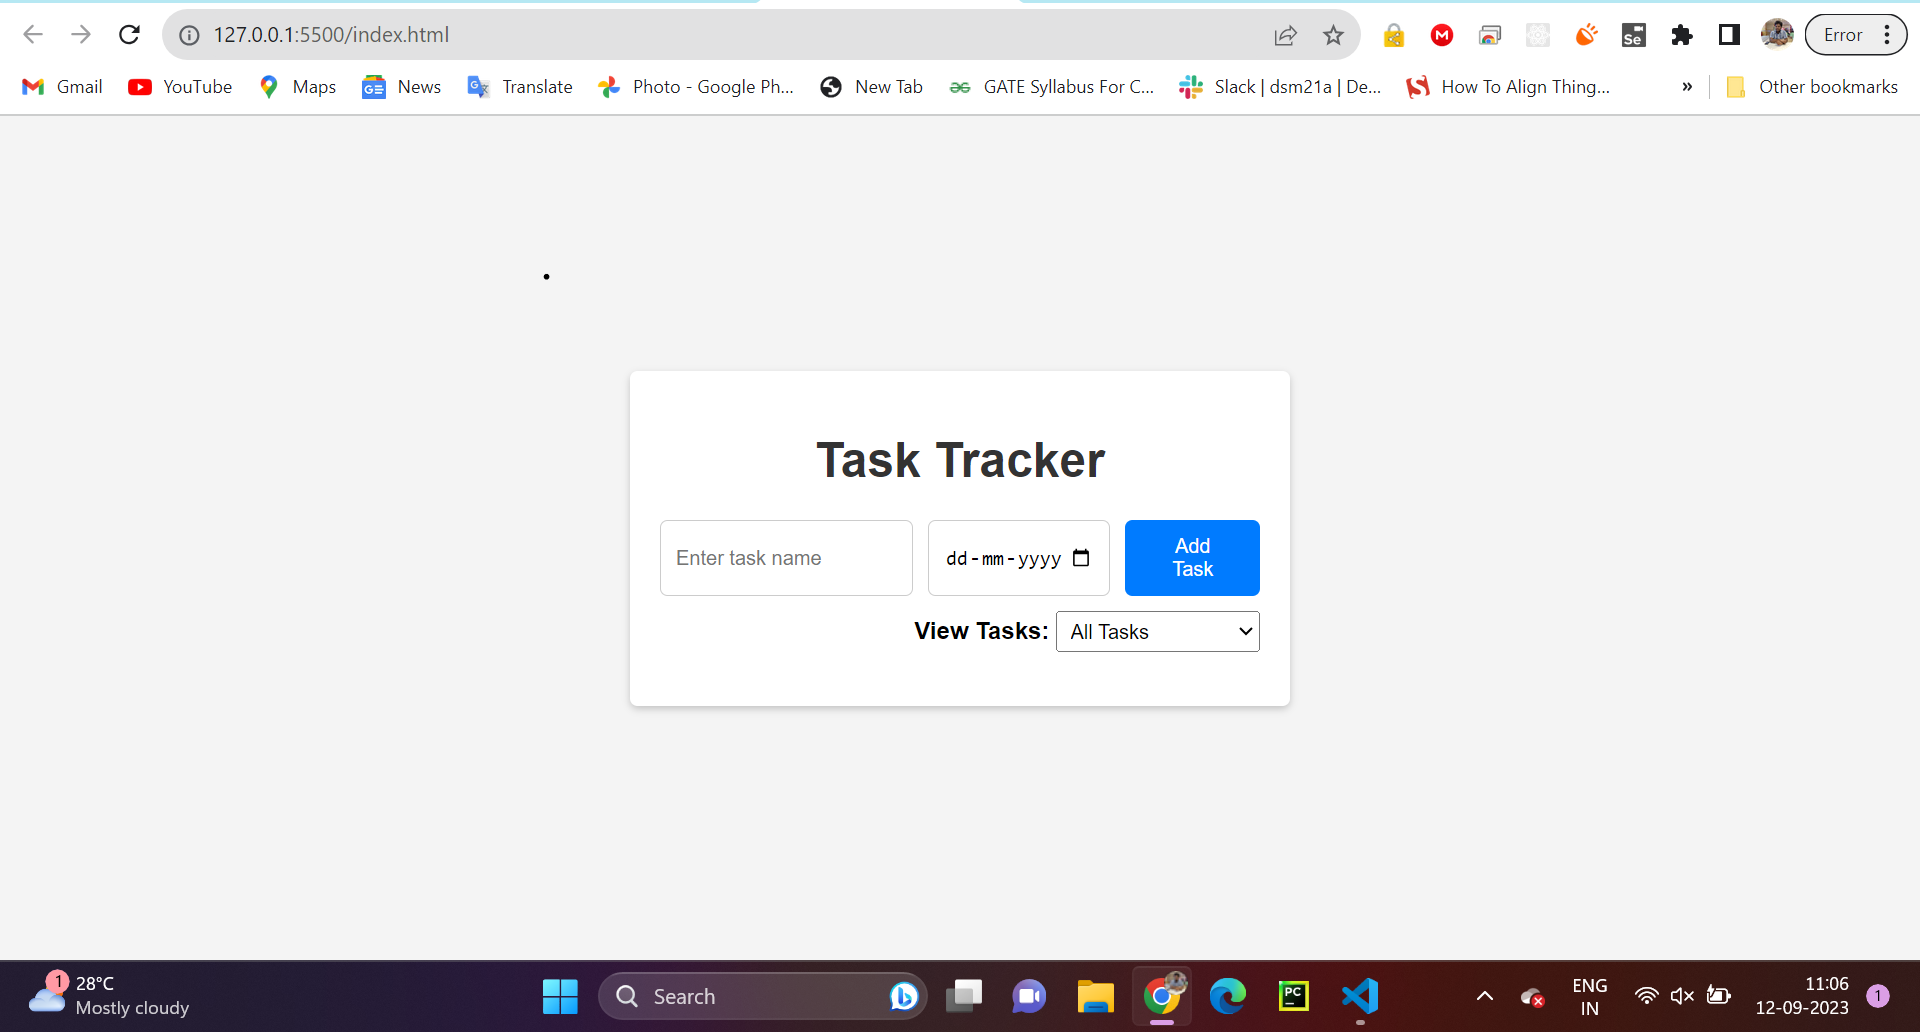 127.0.0.1:5500/index.html
M
Se
Error
Gmail
YouTube
Maps
GE
News
G
Translate
Photo - Google Ph...
New Tab
GATE Syllabus For C...
Slack | dsm21a | De...
How To Align Thing...
»
Other bookmarks
Task Tracker
Enter task name
dd-mm-yyyy
Add
Task
View Tasks:
All Tasks
1
28°C
Mostly cloudy
Search
PC
ENG
IN
11:06
12-09-2023
1